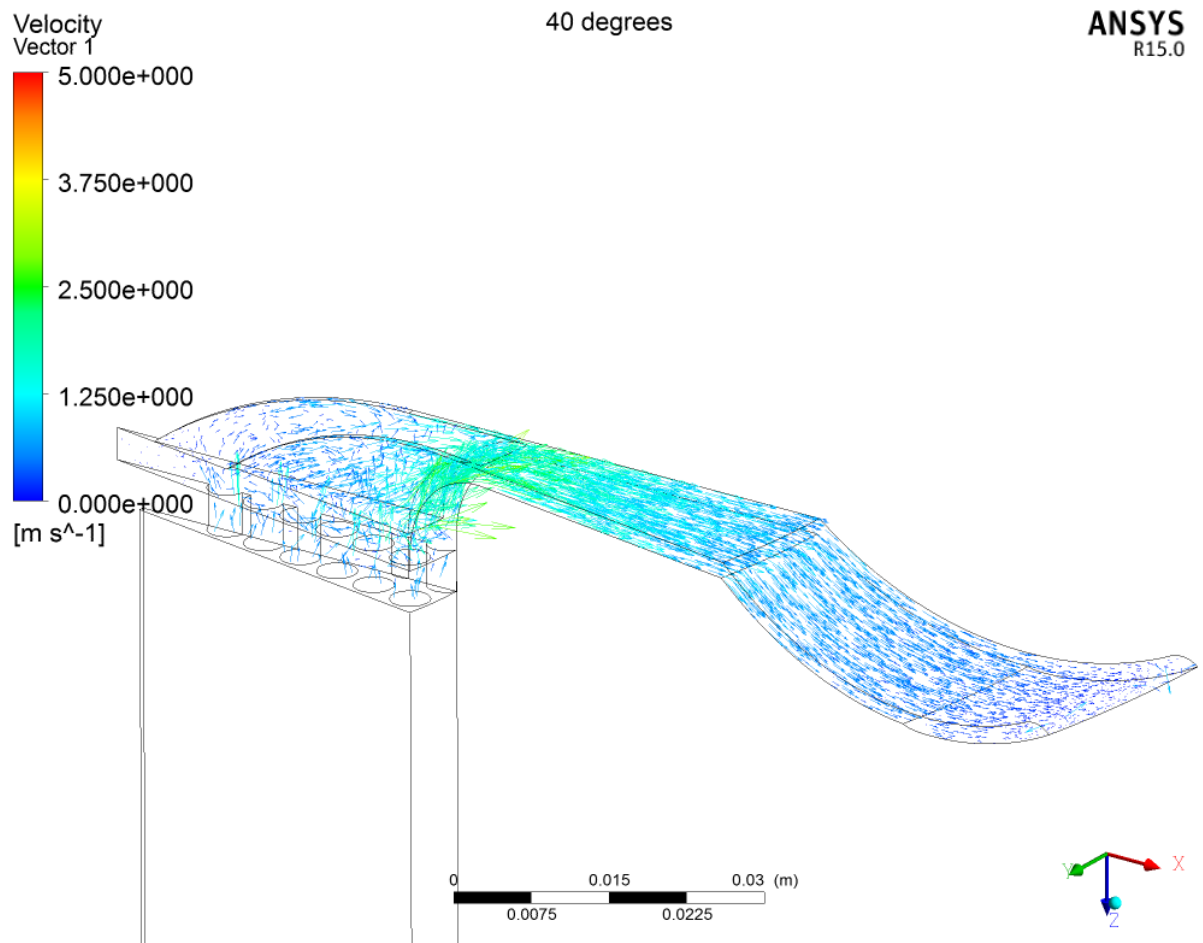 Velocity
Vector 1
40 degrees
ANSYS
R15.0
5.000e+000
3.750e+000
2.500e+000
1.250e+000
0.000e+000
[m s^-1]
0 0.015 0.03 (m)
0.0075 0.0225
Y X
Z